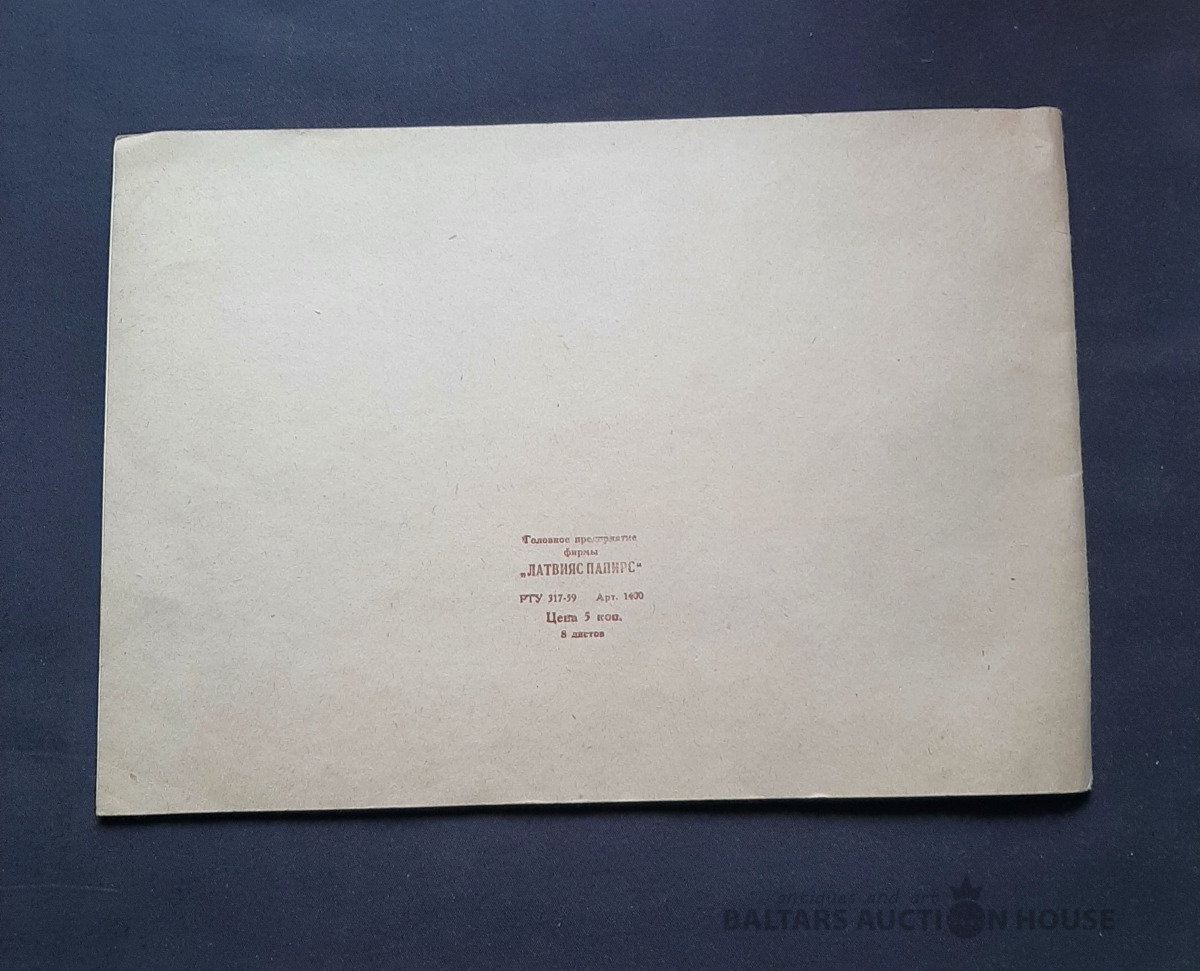 Головное предприятие
фирмы
„ЛАТВИЯС ПАПИРС“
РТУ 317-59 Арт. 1400
Цена 5 коп.
8 листов
antiques and art
BALTARS AUCTION HOUSE